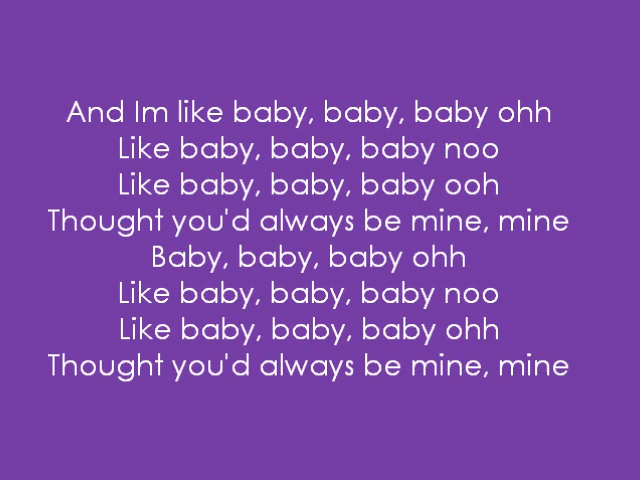 And Im like baby, baby, baby ohh
Like baby, baby, baby noo
Like baby, baby, baby ooh
Thought you'd always be mine, mine
Baby, baby, baby ohh
Like baby, baby, baby noo
Like baby, baby, baby ohh
Thought you'd always be mine, mine